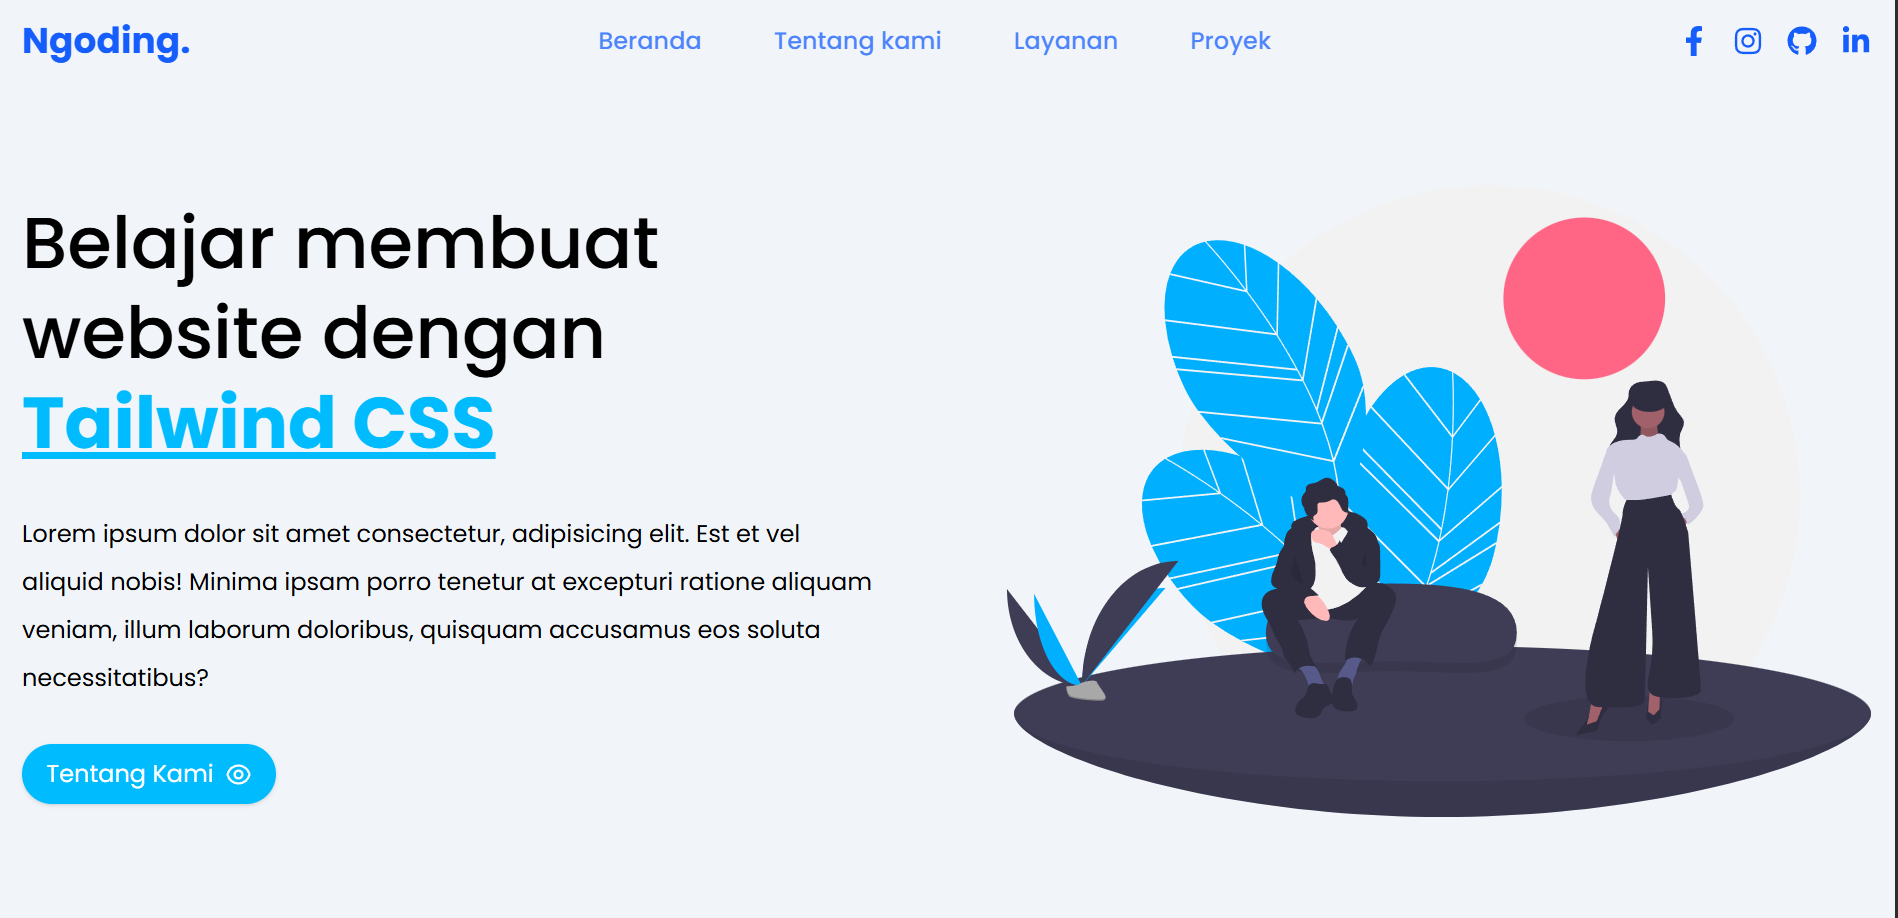 Ngoding.
Beranda
Tentang kami
Layanan
Proyek
Belajar membuat
website dengan
Tailwind CSS
Lorem ipsum dolor sit amet consectetur, adipisicing elit. Est et vel
aliquid nobis! Minima ipsam porro tenetur at excepturi ratione aliquam
veniam, illum laborum doloribus, quisquam accusamus eos soluta
necessitatibus?
Tentang Kami